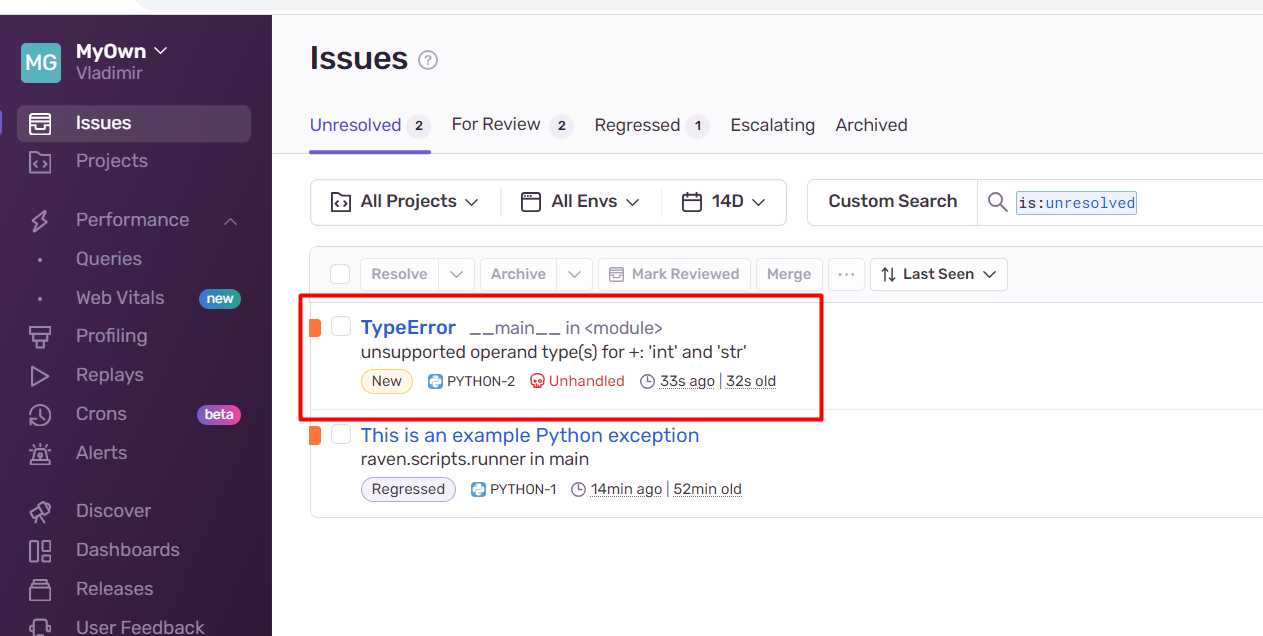 MG
MyOwn
Vladimir
Issues
Projects
Performance
Queries
Web Vitals new
Profiling
Replays
Crons beta
Alerts
Discover
Dashboards
Releases
User Feedback
Issues ?
Unresolved 2 For Review 2 Regressed 1 Escalating Archived
All Projects All Envs 14D Custom Search is:unresolved
Resolve Archive Mark Reviewed Merge ... Last Seen
TypeError __main__ in <module>
unsupported operand type(s) for +: 'int' and 'str'
New PYTHON-2 Unhandled 33s ago | 32s old
This is an example Python exception
raven.scripts.runner in main
Regressed PYTHON-1 14min ago | 52min old